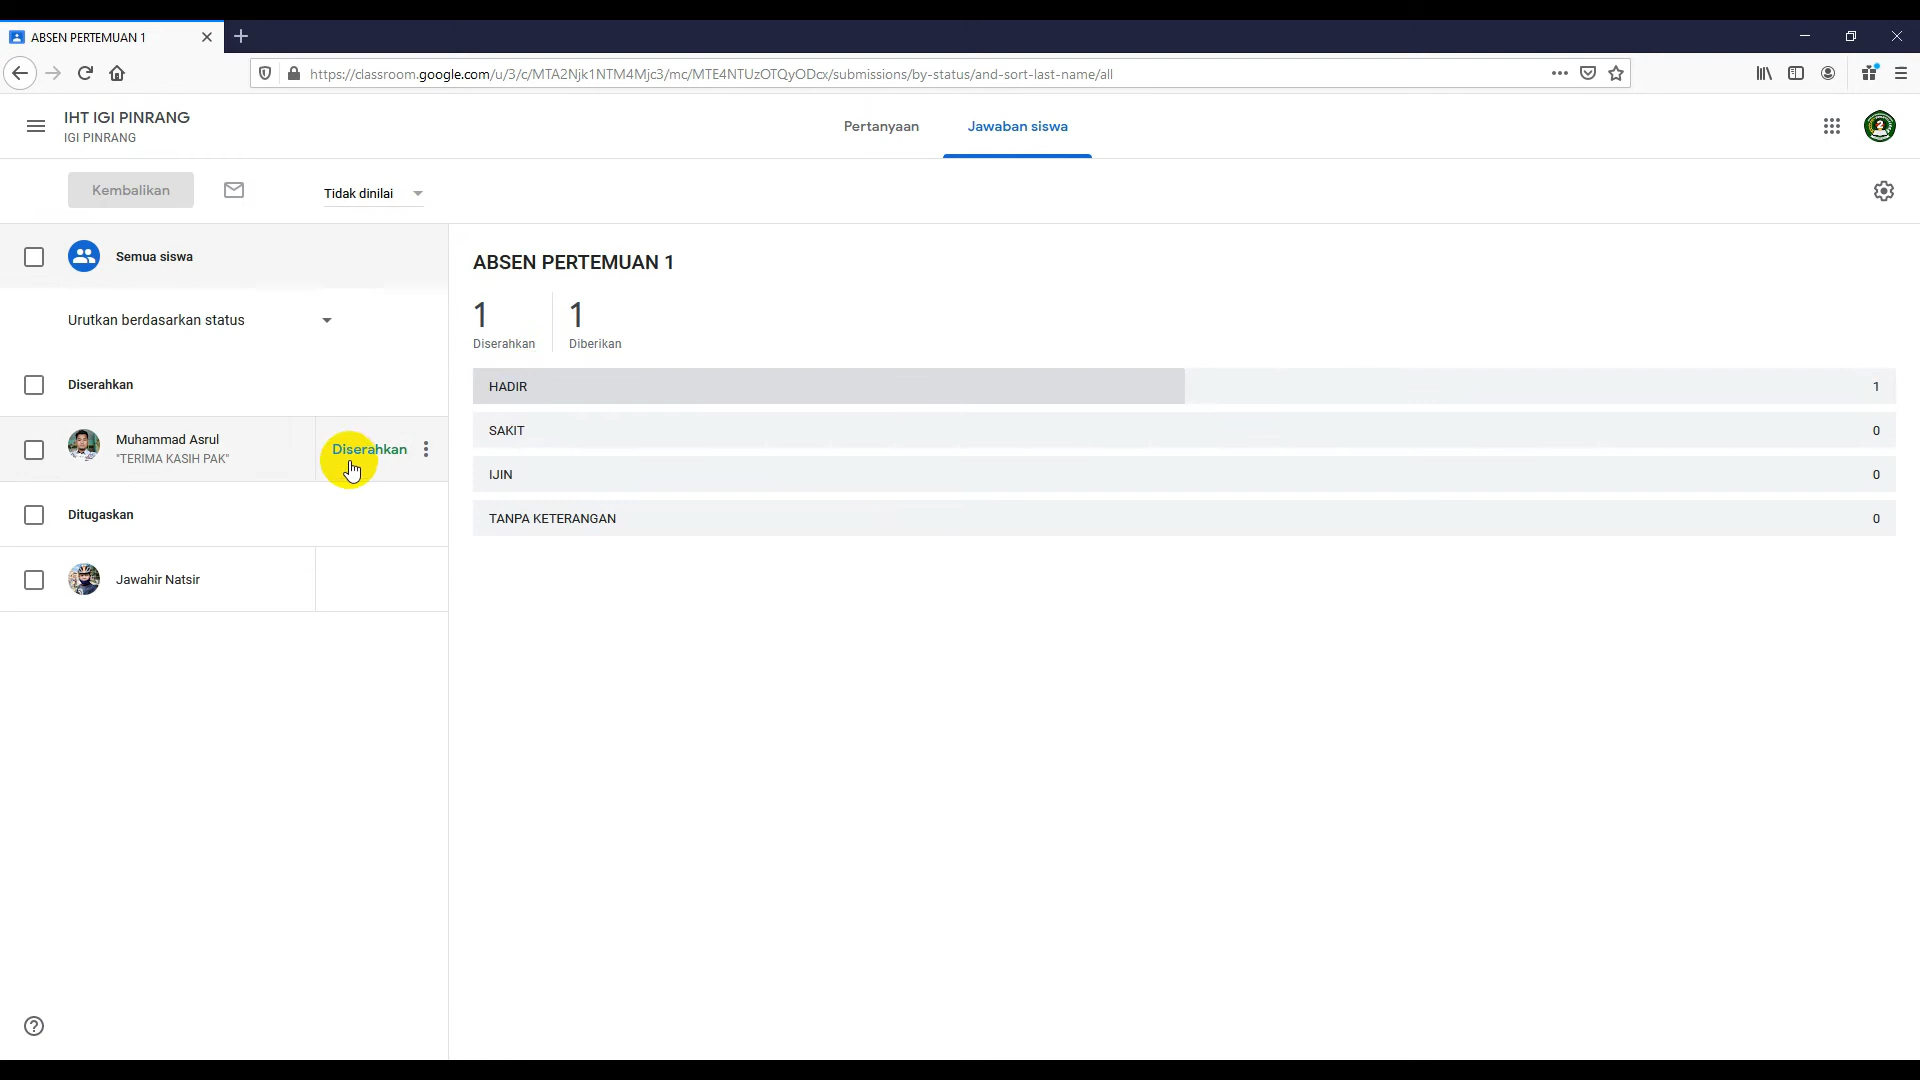 ABSEN PERTEMUAN 1
https://classroom.google.com/u/3/c/MTA2Njk1NTM4Mjc3/mc/MTE4NTUzOTQyODcx/submissions/by-status/and-sort-last-name/all
IHT IGI PINRANG
IGI PINRANG
Pertanyaan
Jawaban siswa
Kembalikan
Tidak dinilai
Semua siswa
Urutkan berdasarkan status
Diserahkan
Muhammad Asrul
"TERIMA KASIH PAK"
Diserahkan
Ditugaskan
Jawahir Natsir
ABSEN PERTEMUAN 1
1
Diserahkan
1
Diberikan
HADIR 1
SAKIT 0
IJIN 0
TANPA KETERANGAN 0